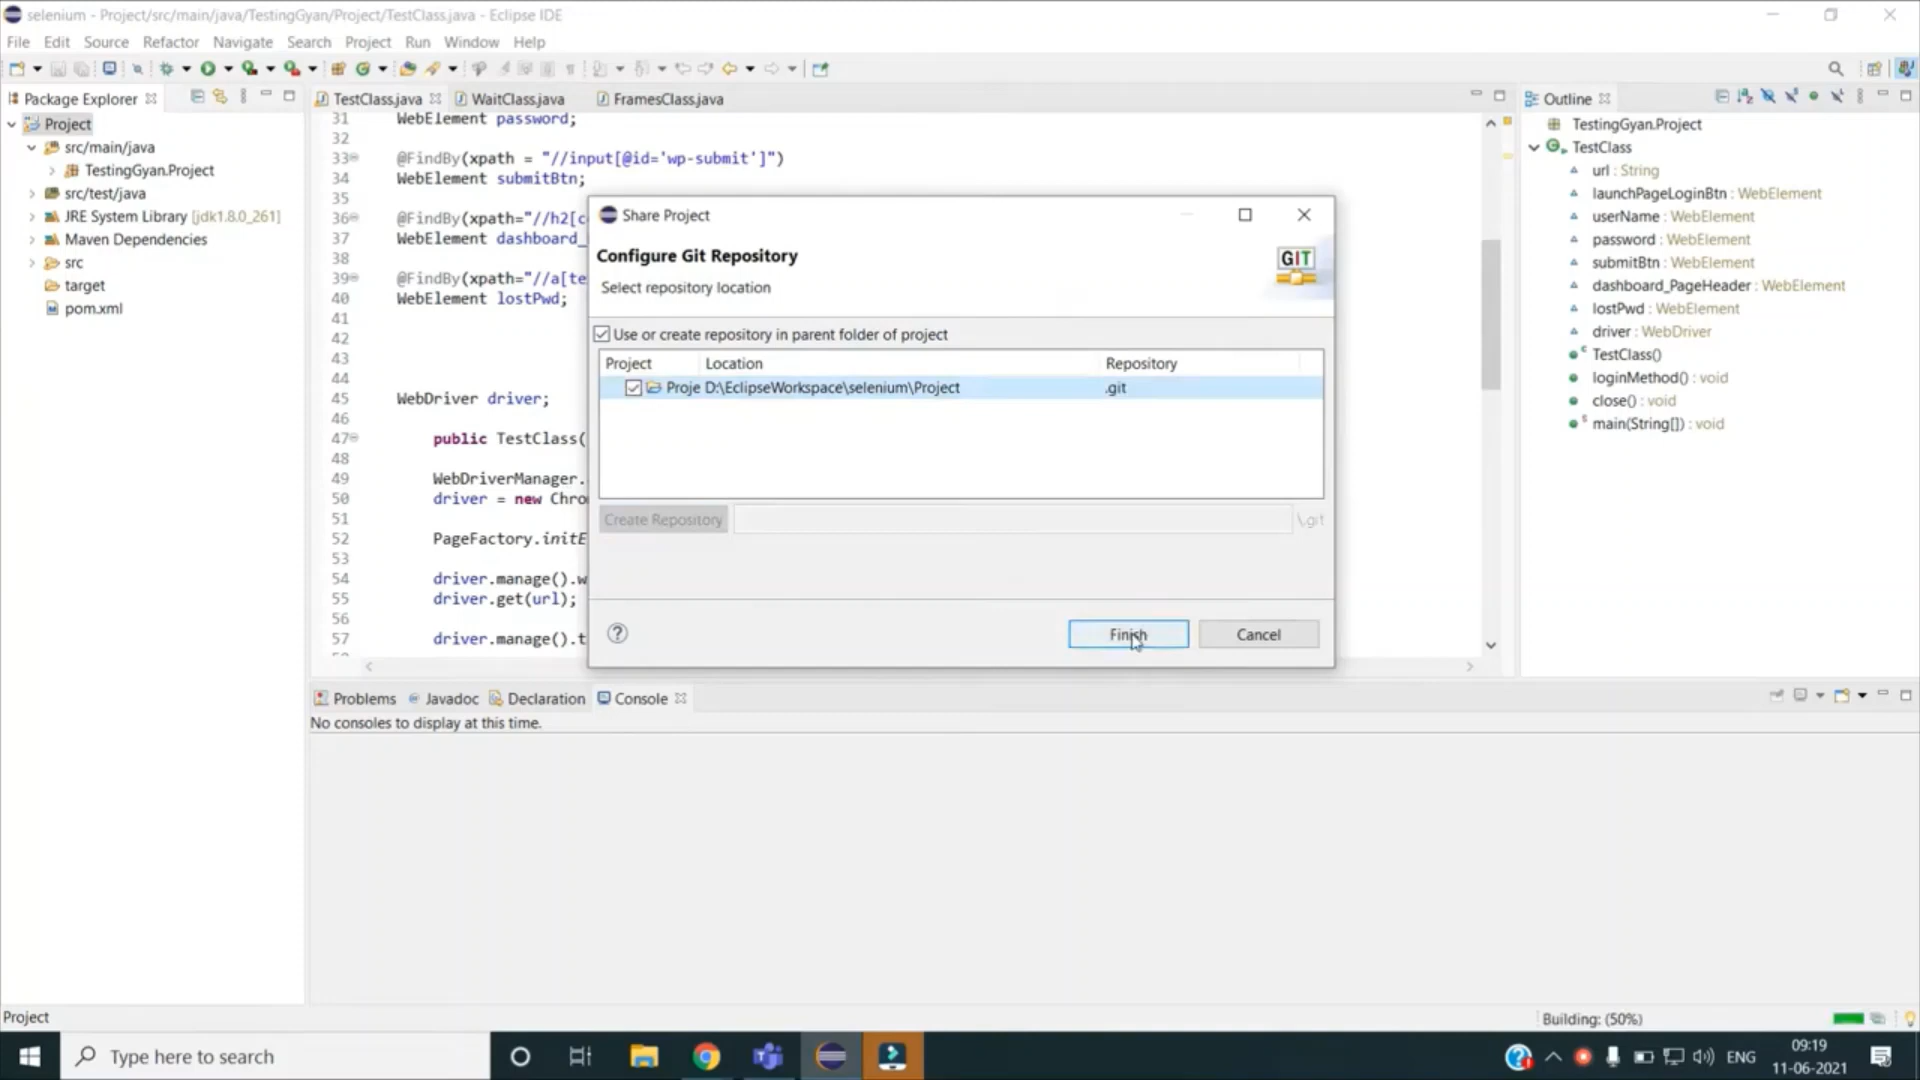 selenium - Project/src/main/java/TestingGyan/Project/TestClass.java - Eclipse IDE
File Edit Source Refactor Navigate Search Project Run Window Help
Package Explorer
Project
src/main/java
TestingGyan.Project
src/test/java
JRE System Library [jdk1.8.0_261]
Maven Dependencies
src
target
pom.xml
TestClass.java WaitClass.java FramesClass.java
31 WebElement password;
32
33 @FindBy(xpath = "//input[@id='wp-submit']")
34 WebElement submitBtn;
35
36 @FindBy(xpath="//h2[c
37 WebElement dashboard_
38
39 @FindBy(xpath="//a[te
40 WebElement lostPwd;
41
42
43
44
45 WebDriver driver;
46
47 public TestClass(
48
49 WebDriverManager.
50 driver = new Chro
51
52 PageFactory.initE
53
54 driver.manage().w
55 driver.get(url);
56
57 driver.manage().t
Share Project
Configure Git Repository
Select repository location
GIT
Use or create repository in parent folder of project
Project Location Repository
Proje D:\EclipseWorkspace\selenium\Project .git
Create Repository \.git
Finish Cancel
Outline
TestingGyan.Project
TestClass
url : String
launchPageLoginBtn : WebElement
userName : WebElement
password : WebElement
submitBtn : WebElement
dashboard_PageHeader : WebElement
lostPwd : WebElement
driver : WebDriver
TestClass()
loginMethod() : void
close() : void
main(String[]) : void
Problems Javadoc Declaration Console
No consoles to display at this time.
Project
Building: (50%)
Type here to search
ENG
09:19
11-06-2021